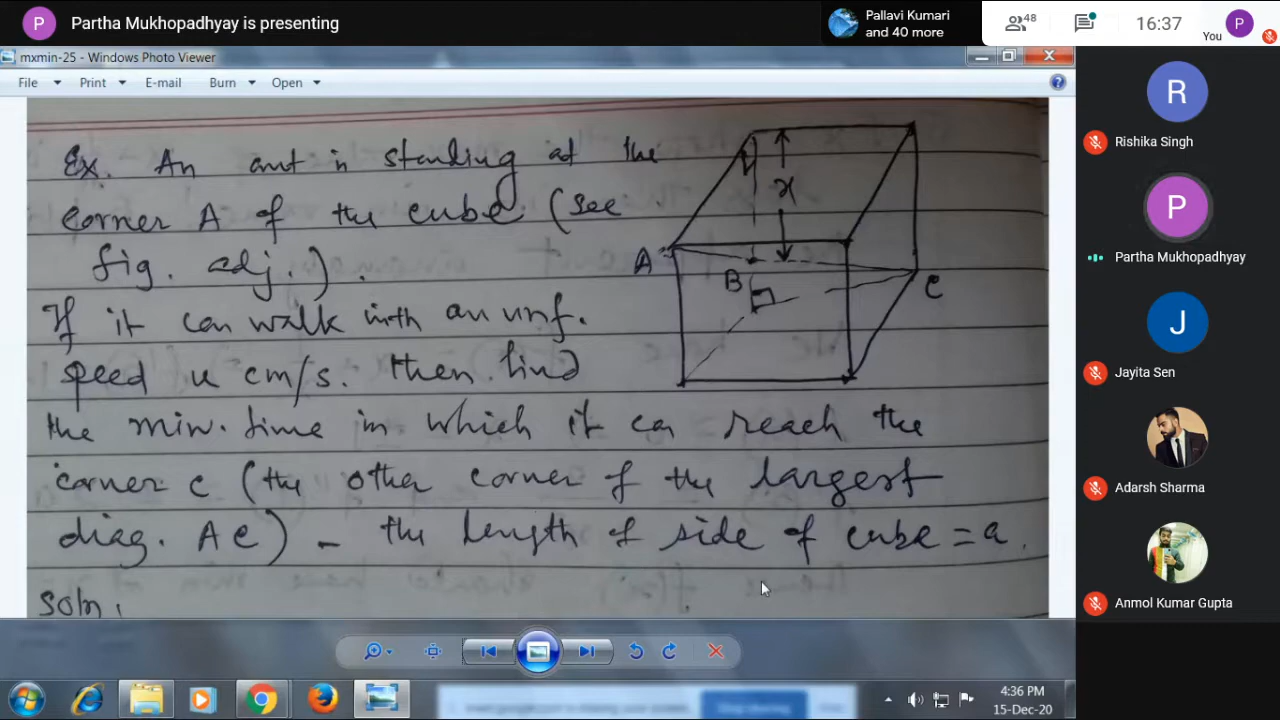 P Partha Mukhopadhyay is presenting
Pallavi Kumari
and 40 more
48
16:37
You
P
mxmin-25 - Windows Photo Viewer
File Print E-mail Burn Open
Ex. An ant is standing at the
corner A of the cube (see
fig. adj.).
If it can walk with an unf.
speed u cm/s. then find
the min. time in which it can reach the
corner C (the other corner of the largest
diag. AC) – the length of side of cube = a.
Soln.
x
A
B
C
R
Rishika Singh
P
Partha Mukhopadhyay
J
Jayita Sen
Adarsh Sharma
Anmol Kumar Gupta
4:36 PM
15-Dec-20